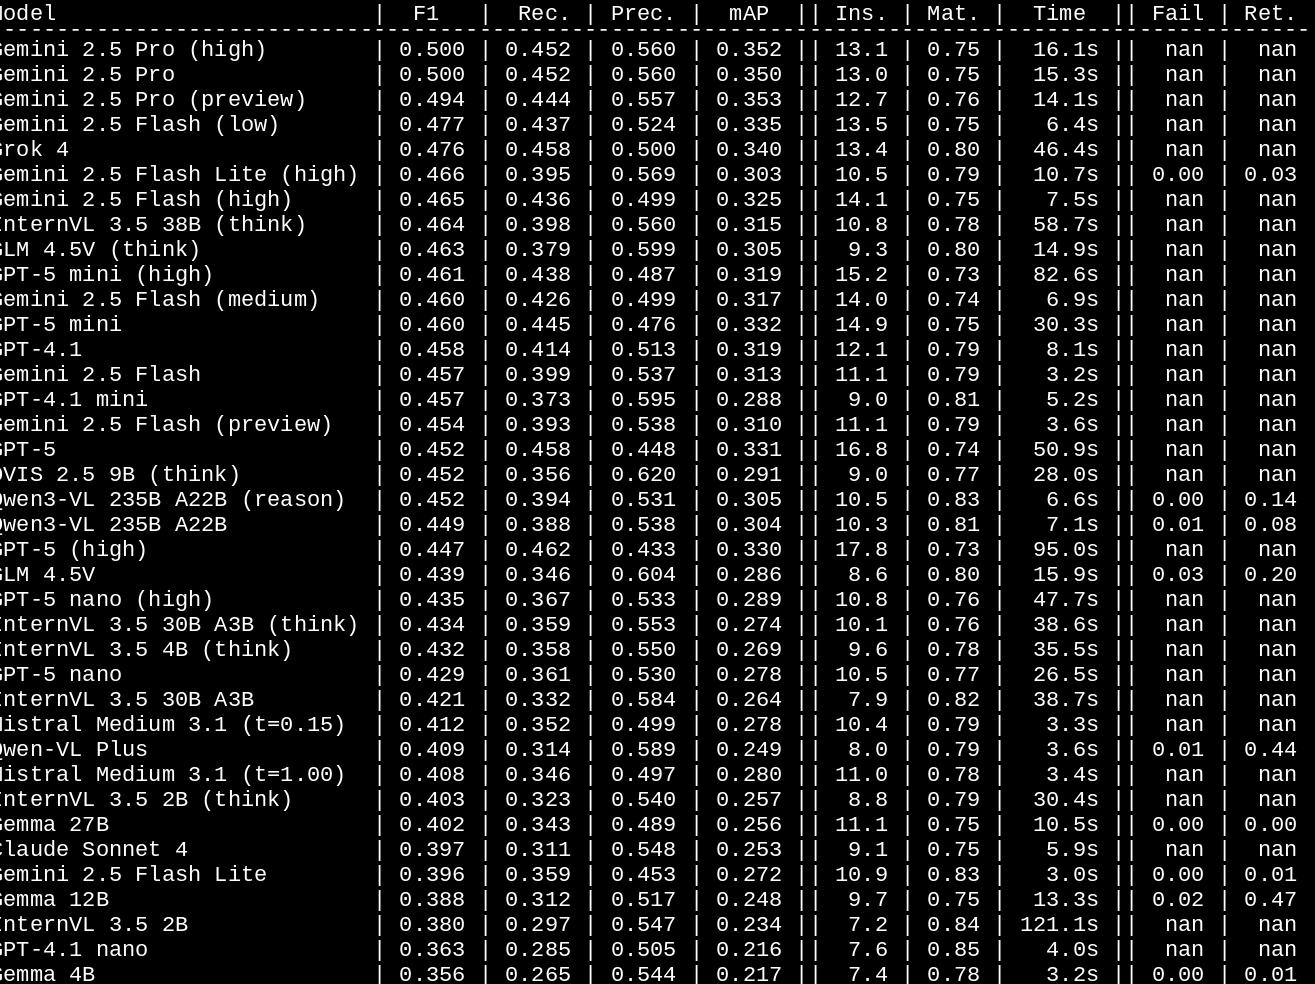 Model | F1 | Rec. | Prec. | mAP || Ins. | Mat. | Time || Fail | Ret.
---------------------------------------------------------------------------------------------------
Gemini 2.5 Pro (high) | 0.500 | 0.452 | 0.560 | 0.352 || 13.1 | 0.75 | 16.1s || nan | nan
Gemini 2.5 Pro | 0.500 | 0.452 | 0.560 | 0.350 || 13.0 | 0.75 | 15.3s || nan | nan
Gemini 2.5 Pro (preview) | 0.494 | 0.444 | 0.557 | 0.353 || 12.7 | 0.76 | 14.1s || nan | nan
Gemini 2.5 Flash (low) | 0.477 | 0.437 | 0.524 | 0.335 || 13.5 | 0.75 | 6.4s || nan | nan
Grok 4 | 0.476 | 0.458 | 0.500 | 0.340 || 13.4 | 0.80 | 46.4s || nan | nan
Gemini 2.5 Flash Lite (high) | 0.466 | 0.395 | 0.569 | 0.303 || 10.5 | 0.79 | 10.7s || 0.00 | 0.03
Gemini 2.5 Flash (high) | 0.465 | 0.436 | 0.499 | 0.325 || 14.1 | 0.75 | 7.5s || nan | nan
InternVL 3.5 38B (think) | 0.464 | 0.398 | 0.560 | 0.315 || 10.8 | 0.78 | 58.7s || nan | nan
GLM 4.5V (think) | 0.463 | 0.379 | 0.599 | 0.305 || 9.3 | 0.80 | 14.9s || nan | nan
GPT-5 mini (high) | 0.461 | 0.438 | 0.487 | 0.319 || 15.2 | 0.73 | 82.6s || nan | nan
Gemini 2.5 Flash (medium) | 0.460 | 0.426 | 0.499 | 0.317 || 14.0 | 0.74 | 6.9s || nan | nan
GPT-5 mini | 0.460 | 0.445 | 0.476 | 0.332 || 14.9 | 0.75 | 30.3s || nan | nan
GPT-4.1 | 0.458 | 0.414 | 0.513 | 0.319 || 12.1 | 0.79 | 8.1s || nan | nan
Gemini 2.5 Flash | 0.457 | 0.399 | 0.537 | 0.313 || 11.1 | 0.79 | 3.2s || nan | nan
GPT-4.1 mini | 0.457 | 0.373 | 0.595 | 0.288 || 9.0 | 0.81 | 5.2s || nan | nan
Gemini 2.5 Flash (preview) | 0.454 | 0.393 | 0.538 | 0.310 || 11.1 | 0.79 | 3.6s || nan | nan
GPT-5 | 0.452 | 0.458 | 0.448 | 0.331 || 16.8 | 0.74 | 50.9s || nan | nan
OVIS 2.5 9B (think) | 0.452 | 0.356 | 0.620 | 0.291 || 9.0 | 0.77 | 28.0s || nan | nan
Qwen3-VL 235B A22B (reason) | 0.452 | 0.394 | 0.531 | 0.305 || 10.5 | 0.83 | 6.6s || 0.00 | 0.14
Qwen3-VL 235B A22B | 0.449 | 0.388 | 0.538 | 0.304 || 10.3 | 0.81 | 7.1s || 0.01 | 0.08
GPT-5 (high) | 0.447 | 0.462 | 0.433 | 0.330 || 17.8 | 0.73 | 95.0s || nan | nan
GLM 4.5V | 0.439 | 0.346 | 0.604 | 0.286 || 8.6 | 0.80 | 15.9s || 0.03 | 0.20
GPT-5 nano (high) | 0.435 | 0.367 | 0.533 | 0.289 || 10.8 | 0.76 | 47.7s || nan | nan
InternVL 3.5 30B A3B (think) | 0.434 | 0.359 | 0.553 | 0.274 || 10.1 | 0.76 | 38.6s || nan | nan
InternVL 3.5 4B (think) | 0.432 | 0.358 | 0.550 | 0.269 || 9.6 | 0.78 | 35.5s || nan | nan
GPT-5 nano | 0.429 | 0.361 | 0.530 | 0.278 || 10.5 | 0.77 | 26.5s || nan | nan
InternVL 3.5 30B A3B | 0.421 | 0.332 | 0.584 | 0.264 || 7.9 | 0.82 | 38.7s || nan | nan
Mistral Medium 3.1 (t=0.15) | 0.412 | 0.352 | 0.499 | 0.278 || 10.4 | 0.79 | 3.3s || nan | nan
Qwen-VL Plus | 0.409 | 0.314 | 0.589 | 0.249 || 8.0 | 0.79 | 3.6s || 0.01 | 0.44
Mistral Medium 3.1 (t=1.00) | 0.408 | 0.346 | 0.497 | 0.280 || 11.0 | 0.78 | 3.4s || nan | nan
InternVL 3.5 2B (think) | 0.403 | 0.323 | 0.540 | 0.257 || 8.8 | 0.79 | 30.4s || nan | nan
Gemma 27B | 0.402 | 0.343 | 0.489 | 0.256 || 11.1 | 0.75 | 10.5s || 0.00 | 0.00
Claude Sonnet 4 | 0.397 | 0.311 | 0.548 | 0.253 || 9.1 | 0.75 | 5.9s || nan | nan
Gemini 2.5 Flash Lite | 0.396 | 0.359 | 0.453 | 0.272 || 10.9 | 0.83 | 3.0s || 0.00 | 0.01
Gemma 12B | 0.388 | 0.312 | 0.517 | 0.248 || 9.7 | 0.75 | 13.3s || 0.02 | 0.47
InternVL 3.5 2B | 0.380 | 0.297 | 0.547 | 0.234 || 7.2 | 0.84 | 121.1s || nan | nan
GPT-4.1 nano | 0.363 | 0.285 | 0.505 | 0.216 || 7.6 | 0.85 | 4.0s || nan | nan
Gemma 4B | 0.356 | 0.265 | 0.544 | 0.217 || 7.4 | 0.78 | 3.2s || 0.00 | 0.01